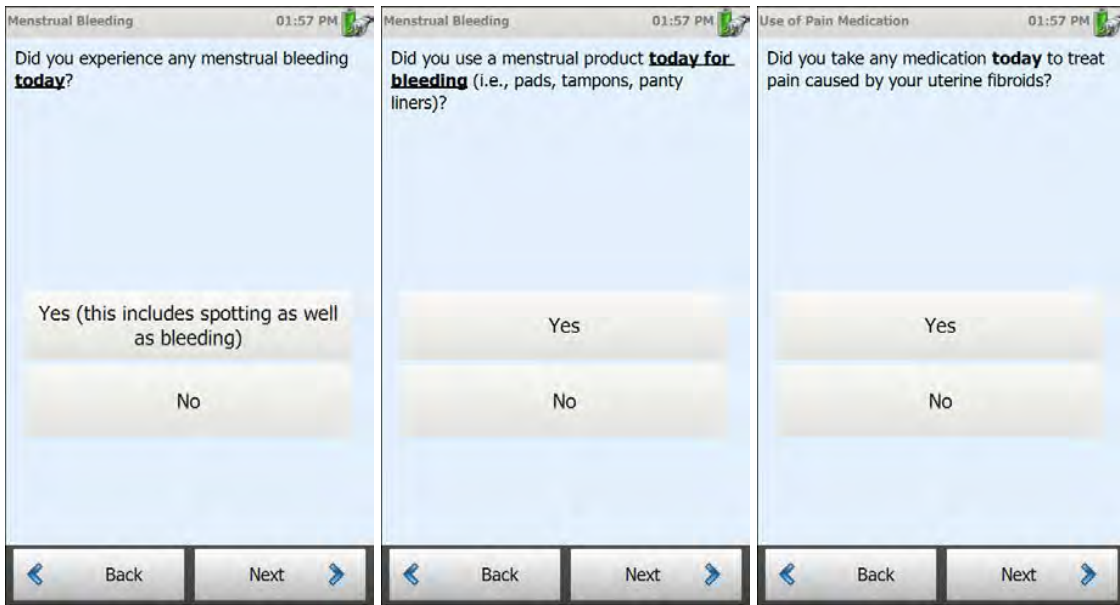 Menstrual Bleeding 01:57 PM
Did you experience any menstrual bleeding
today?
Yes (this includes spotting as well
as bleeding)
No
Back Next
Menstrual Bleeding 01:57 PM
Did you use a menstrual product today for
bleeding (i.e., pads, tampons, panty
liners)?
Yes
No
Back Next
Use of Pain Medication 01:57 PM
Did you take any medication today to treat
pain caused by your uterine fibroids?
Yes
No
Back Next